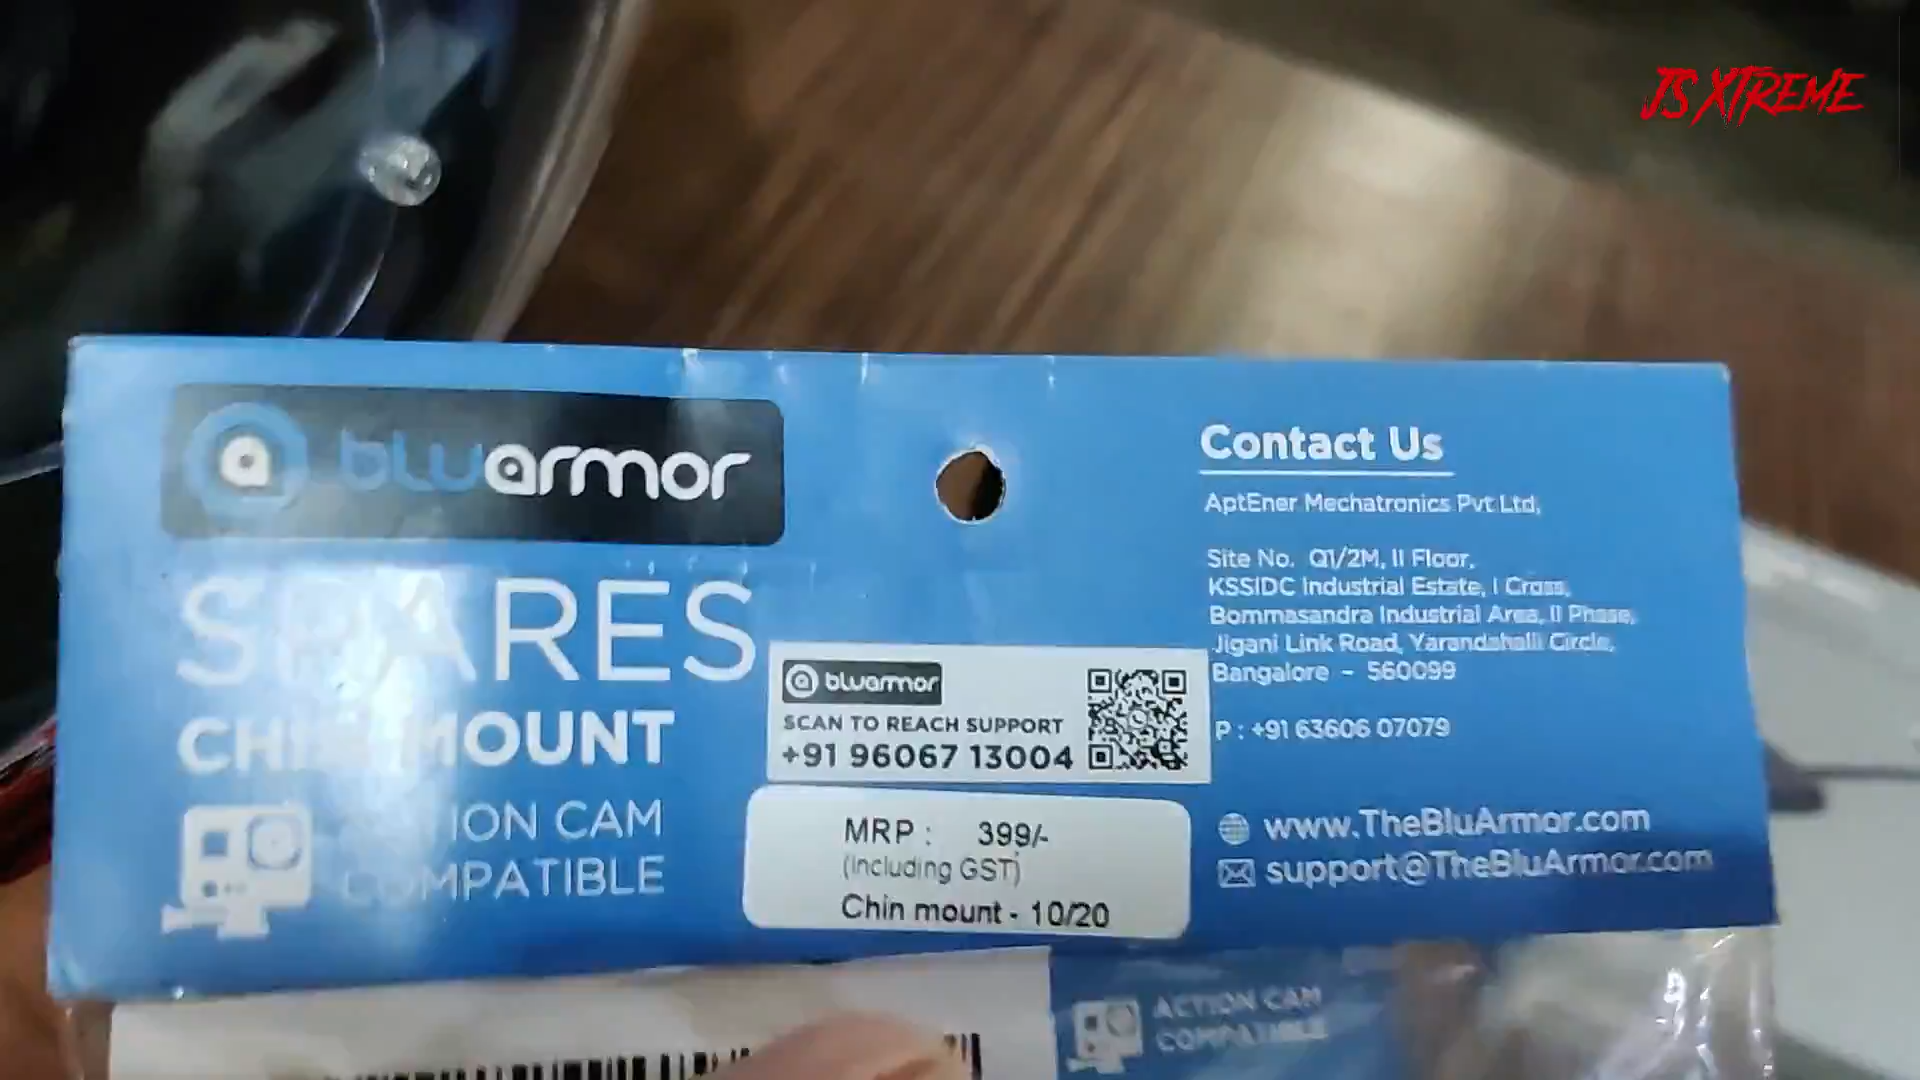 JS XTREME
bluarmor
SPARES
CHIN MOUNT
ACTION CAM
COMPATIBLE
bluarmor
SCAN TO REACH SUPPORT
+91 96067 13004
MRP : 399/-
(Including GST)
Chin mount - 10/20
Contact Us
AptEner Mechatronics Pvt Ltd,
Site No. Q1/2M, II Floor,
KSSIDC Industrial Estate, I Cross,
Bommasandra Industrial Area, II Phase,
Jigani Link Road, Yarandahalli Circle,
Bangalore - 560099
P : +91 63606 07079
www.TheBluArmor.com
support@TheBluArmor.com
ACTION CAM
COMPATIBLE